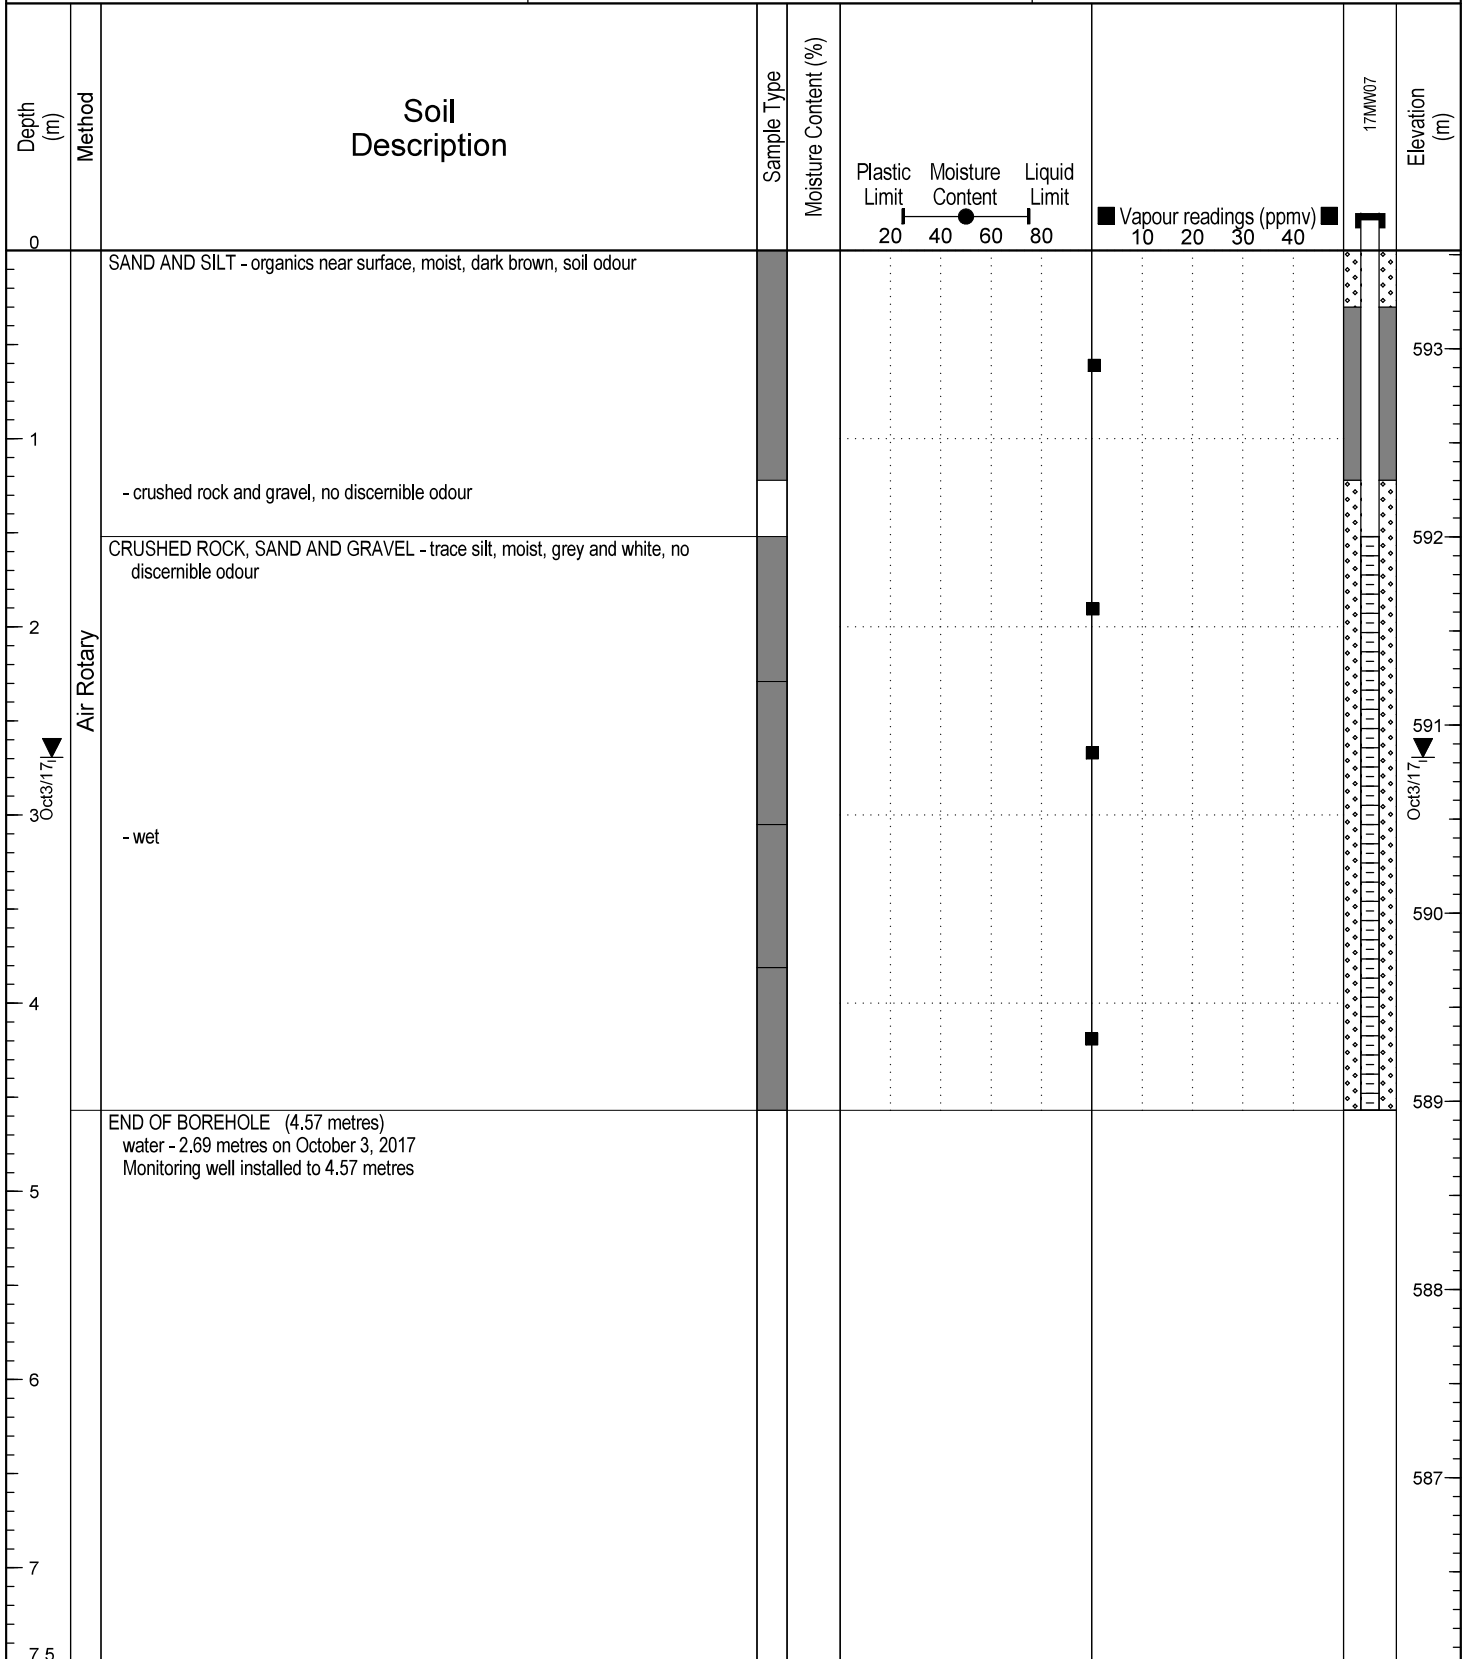 Depth
(m)
Method
Soil
Description
Sample Type
Moisture Content (%)
Plastic
Limit
Moisture
Content
Liquid
Limit
20 40 60 80
Vapour readings (ppmv)
10 20 30 40
17MW07
Elevation
(m)
0
SAND AND SILT - organics near surface, moist, dark brown, soil odour
593
1
- crushed rock and gravel, no discernible odour
592
CRUSHED ROCK, SAND AND GRAVEL - trace silt, moist, grey and white, no
discernible odour
2
Air Rotary
591
Oct3/17
Oct3/17
3
- wet
590
4
589
END OF BOREHOLE (4.57 metres)
water - 2.69 metres on October 3, 2017
Monitoring well installed to 4.57 metres
5
588
6
587
7
7.5